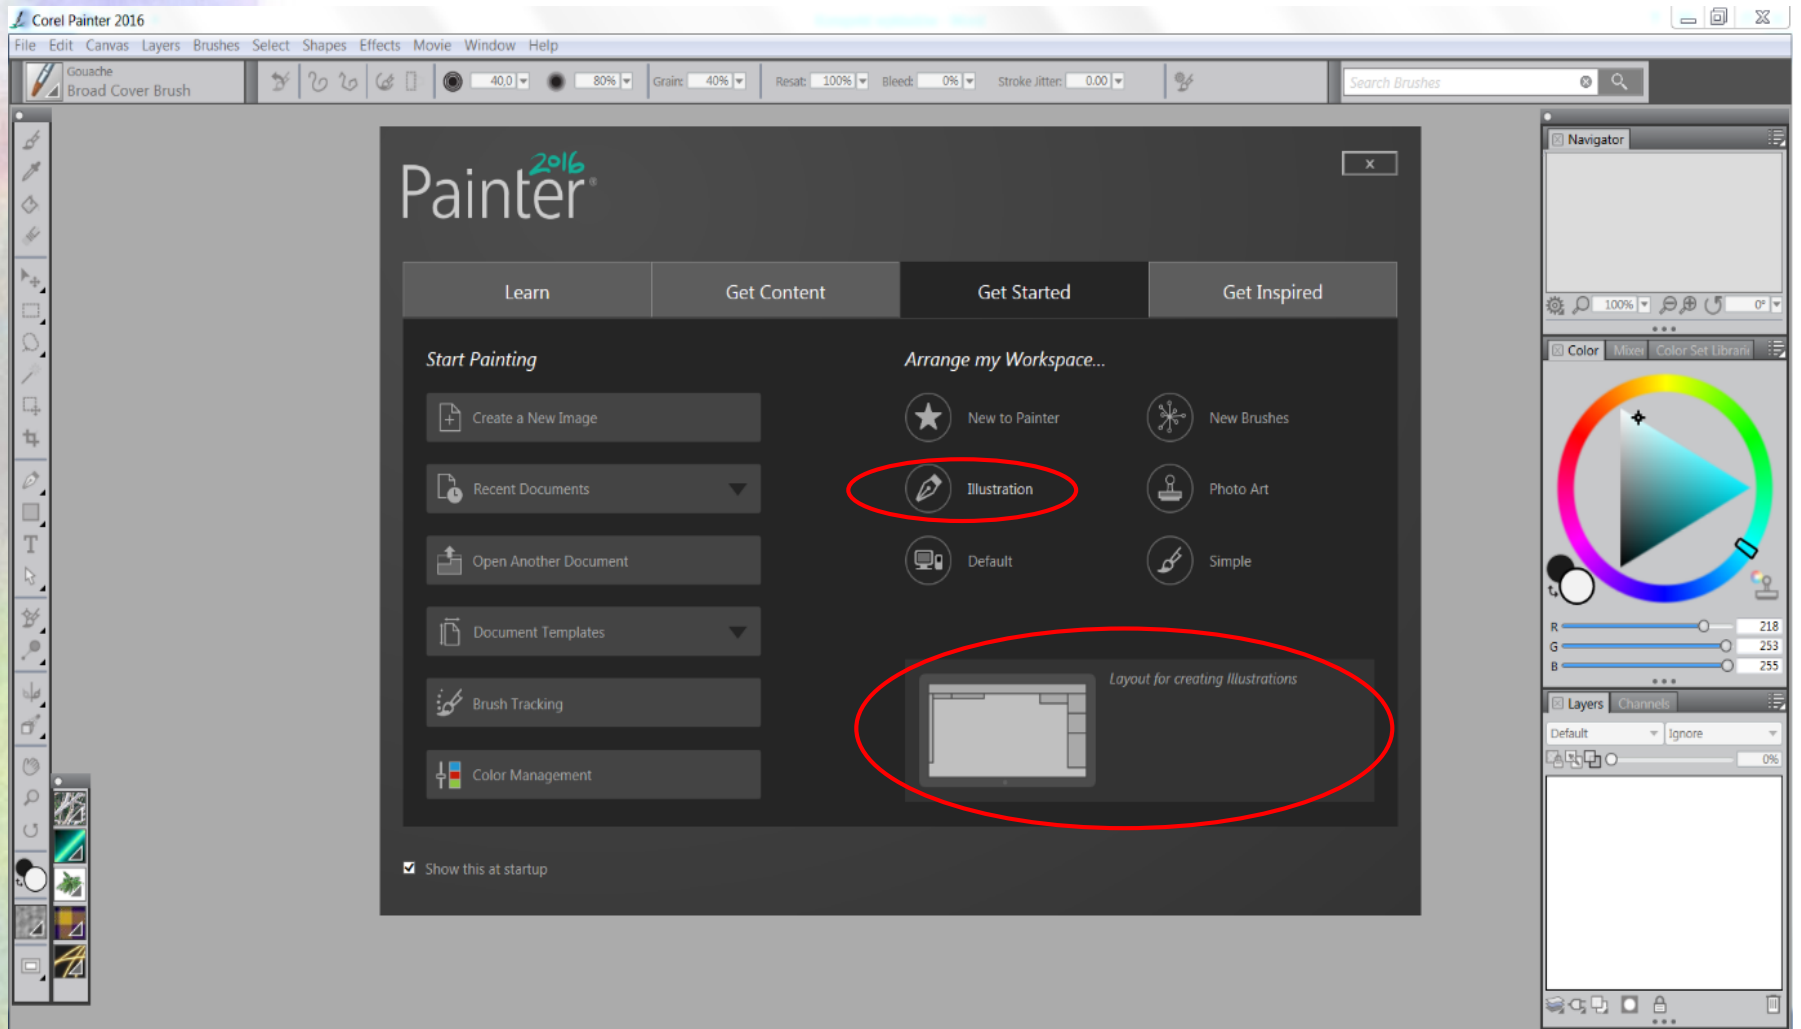 Corel Painter 2016
File Edit Canvas Layers Brushes Select Shapes Effects Movie Window Help
Gouache
Broad Cover Brush
40,0 80% Grain: 40% Resat: 100% Bleed: 0% Stroke Jitter: 0.00
Search Brushes
Painter 2016
x
Learn Get Content Get Started Get Inspired
Start Painting
Create a New Image
Recent Documents
Open Another Document
Document Templates
Brush Tracking
Color Management
Arrange my Workspace...
New to Painter New Brushes
Illustration Photo Art
Default Simple
Layout for creating Illustrations
Show this at startup
Navigator
100% 0°
Color Mixer Color Set Librarie
R 218
G 253
B 255
Layers Channels
Default Ignore
0%
T